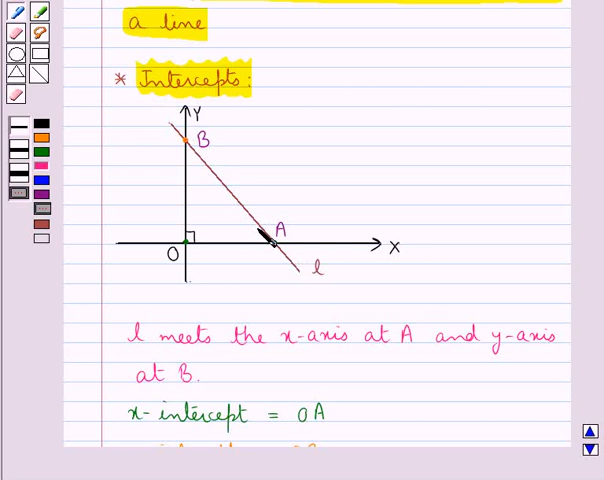 a line
* Intercepts:
Y
B
A
O
X
l
l meets the x-axis at A and y-axis
at B.
x-intercept = OA